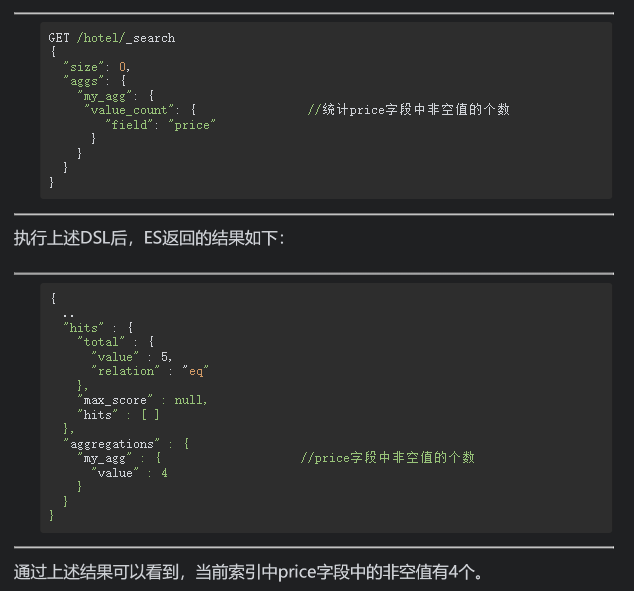 GET /hotel/_search
{
  "size": 0,
  "aggs": {
    "my_agg": {
     "value_count": {                //统计price字段中非空值的个数
        "field": "price"
      }
    }
  }
}
执行上述DSL后，ES返回的结果如下：
{
  ..
  "hits" : {
    "total" : {
      "value" : 5,
      "relation" : "eq"
    },
    "max_score" : null,
    "hits" : [ ]
  },
  "aggregations" : {
    "my_agg" : {                    //price字段中非空值的个数
      "value" : 4
    }
  }
}
通过上述结果可以看到，当前索引中price字段中的非空值有4个。